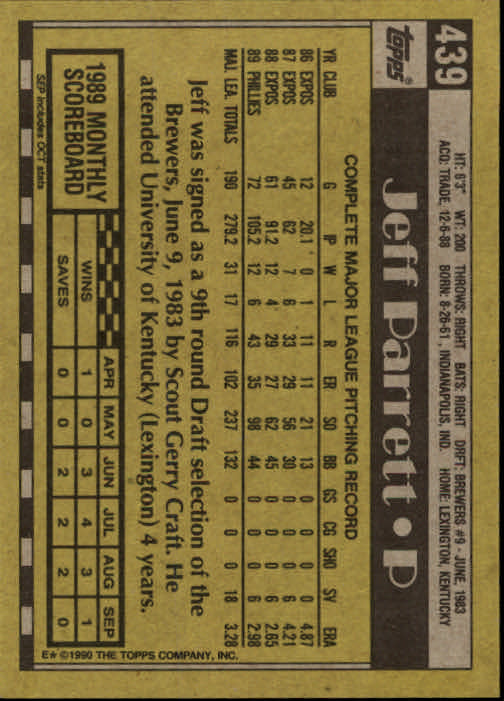 439
topps®
HT: 6'3" WT: 200 THROWS: RIGHT BATS: RIGHT DRFT: BREWERS #9 - JUNE, 1983
ACQ: TRADE, 12-6-88 BORN: 8-26-61, INDIANAPOLIS, IND. HOME: LEXINGTON, KENTUCKY
Jeff Parrett • P
COMPLETE MAJOR LEAGUE PITCHING RECORD
YR CLUB G IP W L R ER SO BB GS CG SHO SV ERA
86 EXPOS 12 20.1 0 1 11 11 21 13 0 0 0 0 4.87
87 EXPOS 45 62 7 6 33 29 56 30 0 0 0 6 4.21
88 EXPOS 61 91.2 12 4 29 27 62 45 0 0 0 6 2.65
89 PHILLIES 72 105.2 12 6 43 35 98 44 0 0 0 6 2.98
MAJ. LEA. TOTALS 190 279.2 31 17 116 102 237 132 0 0 0 18 3.28
Jeff was signed as a 9th round Draft selection of the
Brewers, June 9, 1983 by Scout Gerry Craft. He
attended University of Kentucky (Lexington) 4 years.
1989 MONTHLY
SCOREBOARD
APR MAY JUN JUL AUG SEP
WINS 1 0 3 4 3 1
SAVES 0 0 2 2 2 0
SEP includes OCT stats
E★ ©1990 THE TOPPS COMPANY, INC.